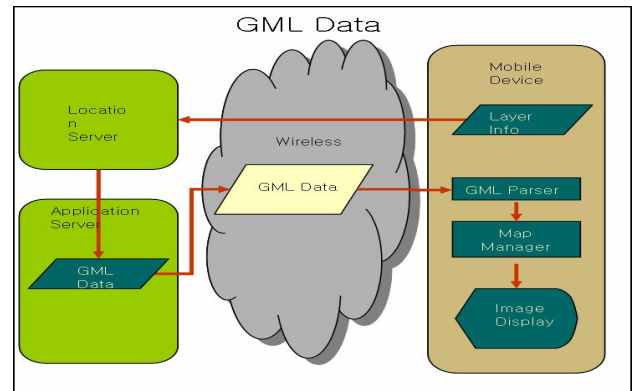 GML Data
Locatio
n
Server
Application
Server
GML
Data
Wireless
GML Data
Mobile
Device
Layer
Info
GML Parser
Map
Manager
Image
Display